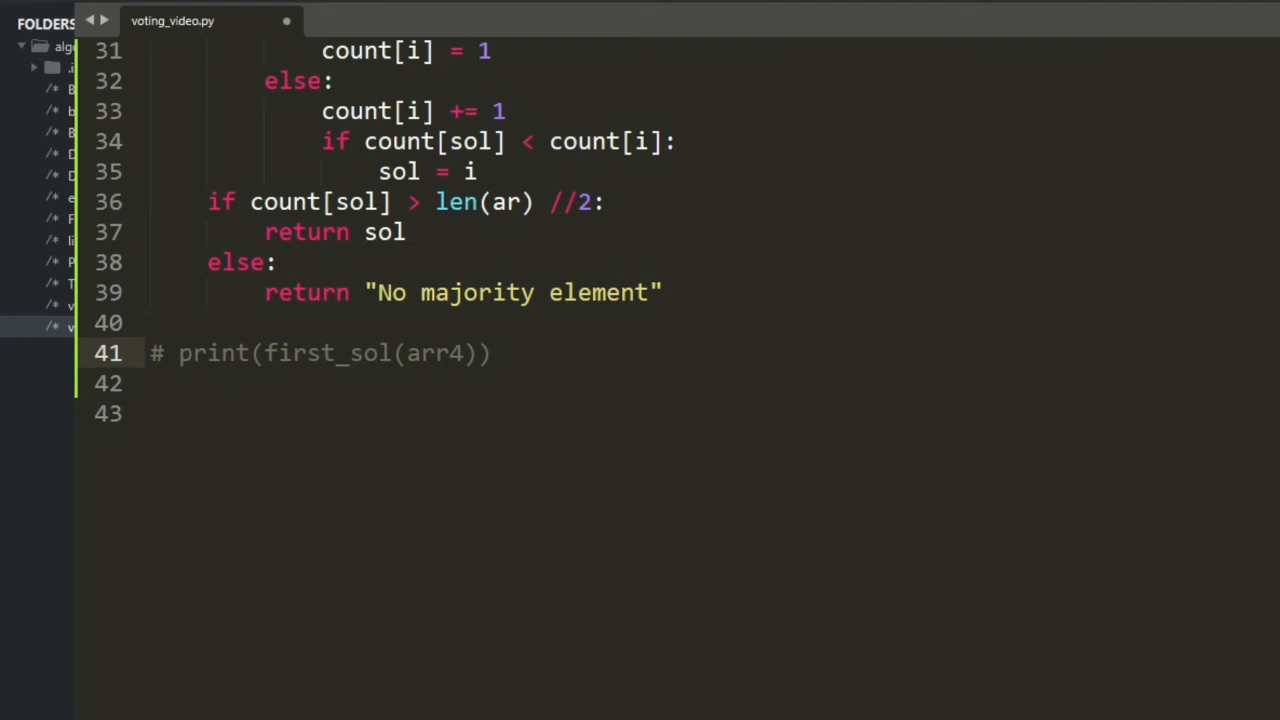 FOLDERS
voting_video.py
31 count[i] = 1
32 else:
33 count[i] += 1
34 if count[sol] < count[i]:
35 sol = i
36 if count[sol] > len(ar) //2:
37 return sol
38 else:
39 return "No majority element"
40
41 # print(first_sol(arr4))
42
43